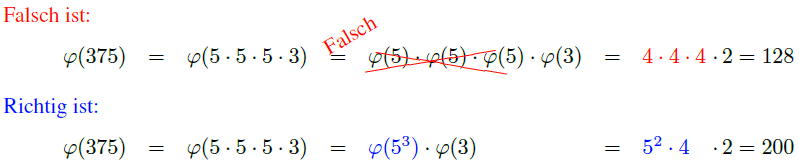 Falsch ist:
Falsch
φ(375) = φ(5 · 5 · 5 · 3) = φ(5) · φ(5) · φ(5) · φ(3) = 4 · 4 · 4 · 2 = 128
Richtig ist:
φ(375) = φ(5 · 5 · 5 · 3) = φ(5³) · φ(3) = 5² · 4 · 2 = 200